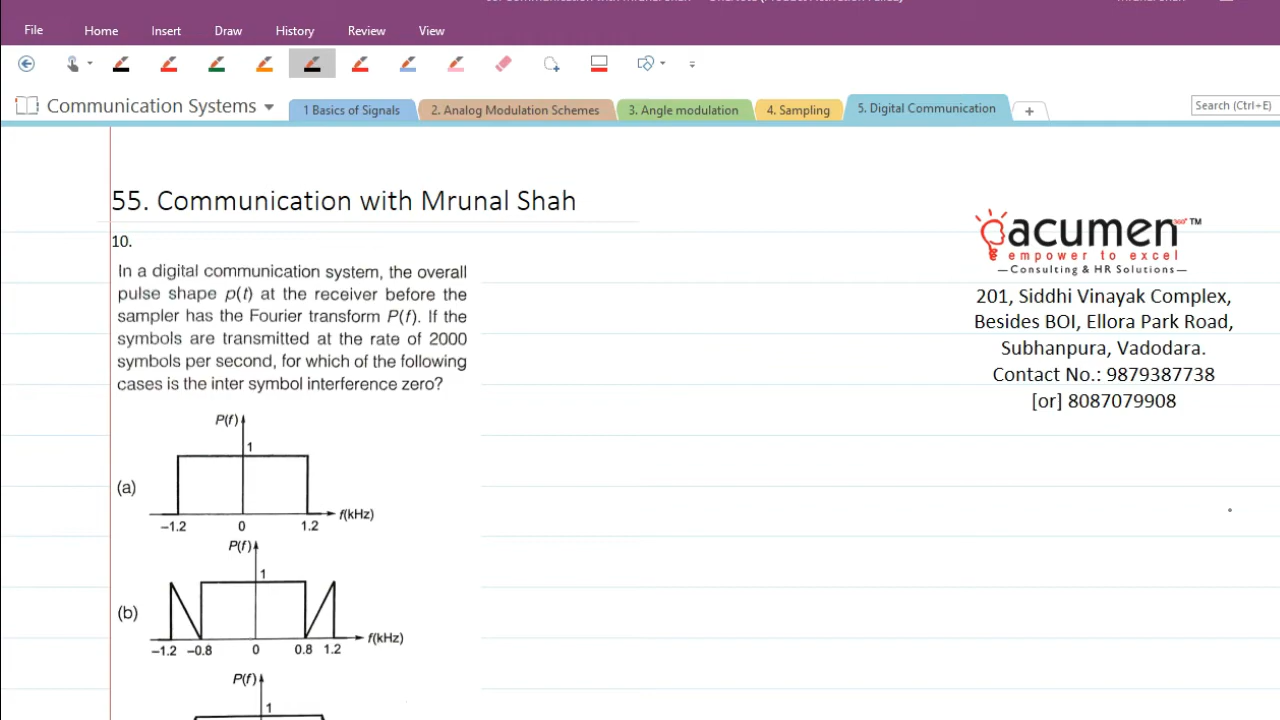 File
Home
Insert
Draw
History
Review
View
Communication Systems
1 Basics of Signals
2. Analog Modulation Schemes
3. Angle modulation
4. Sampling
5. Digital Communication
Search (Ctrl+E)
55. Communication with Mrunal Shah
10.
In a digital communication system, the overall
pulse shape p(t) at the receiver before the
sampler has the Fourier transform P(f). If the
symbols are transmitted at the rate of 2000
symbols per second, for which of the following
cases is the inter symbol interference zero?
P(f)
1
(a)
f(kHz)
–1.2 0 1.2
P(f)
1
(b)
f(kHz)
–1.2 –0.8 0 0.8 1.2
P(f)
1
acumen 360° TM
empower to excel
—Consulting & HR Solutions—
201, Siddhi Vinayak Complex,
Besides BOI, Ellora Park Road,
Subhanpura, Vadodara.
Contact No.: 9879387738
[or] 8087079908